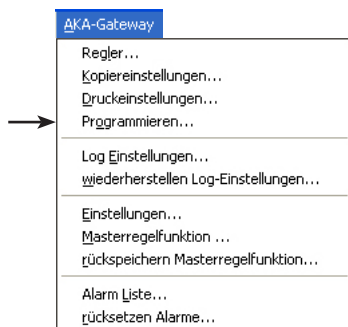 AKA-Gateway
Regler...
Kopiereinstellungen...
Druckeinstellungen...
Programmieren...
Log Einstellungen...
wiederherstellen Log-Einstellungen...
Einstellungen...
Masterregelfunktion ...
rückspeichern Masterregelfunktion...
Alarm Liste...
rücksetzen Alarme...